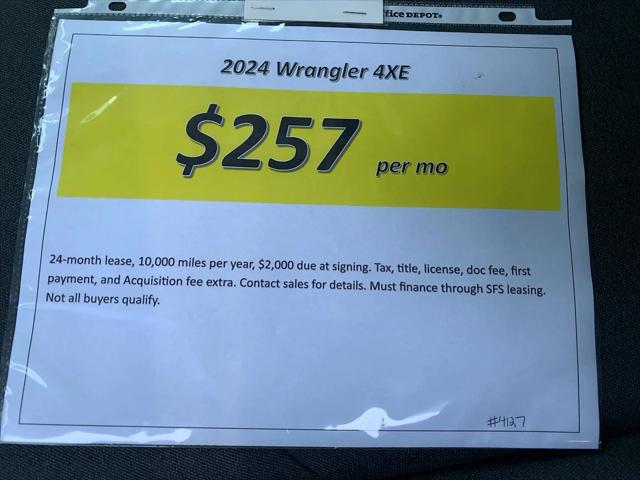 ffice DEPOT®
2024 Wrangler 4XE
$257 per mo
24-month lease, 10,000 miles per year, $2,000 due at signing. Tax, title, license, doc fee, first
payment, and Acquisition fee extra. Contact sales for details. Must finance through SFS leasing.
Not all buyers qualify.
#4127